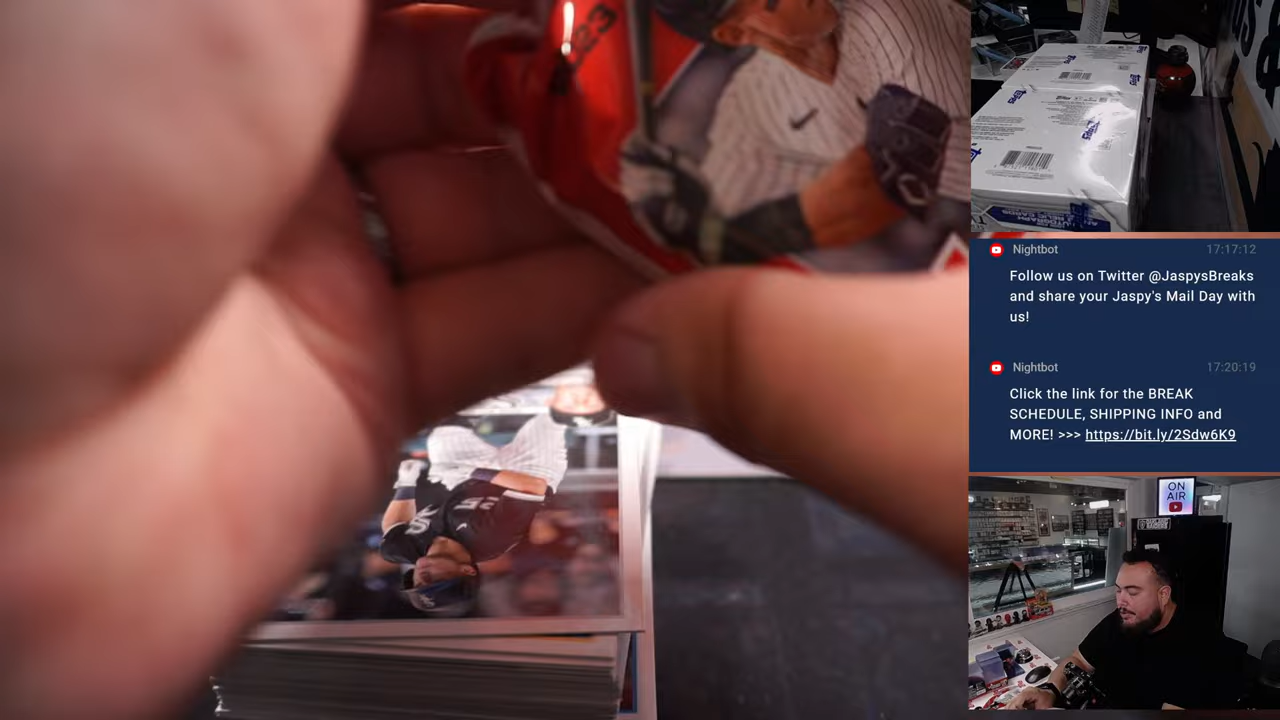 23
Nightbot 17:17:12
Follow us on Twitter @JaspysBreaks
and share your Jaspy's Mail Day with
us!
Nightbot 17:20:19
Click the link for the BREAK
SCHEDULE, SHIPPING INFO and
MORE! >>> https://bit.ly/2Sdw6K9
ON
AIR